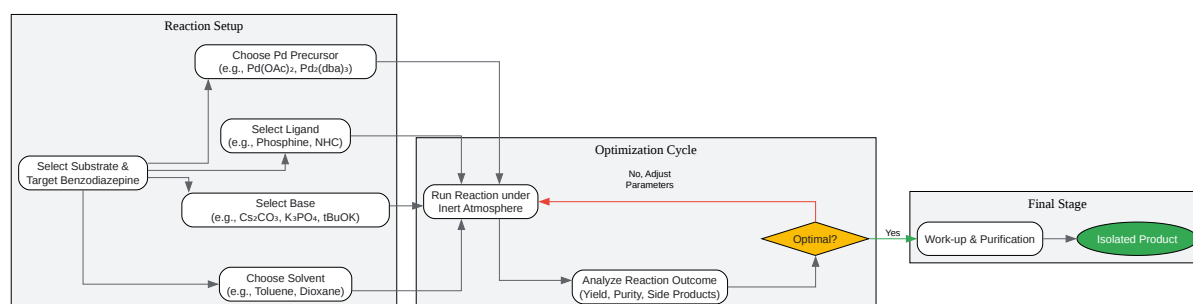 Reaction Setup
Choose Pd Precursor
(e.g., Pd(OAc)₂, Pd₂(dba)₃)
Select Ligand
(e.g., Phosphine, NHC)
Select Substrate &
Target Benzodiazepine
Select Base
(e.g., Cs₂CO₃, K₃PO₄, tBuOK)
Choose Solvent
(e.g., Toluene, Dioxane)
Optimization Cycle
No, Adjust
Parameters
Run Reaction under
Inert Atmosphere
Optimal?
Yes
Analyze Reaction Outcome
(Yield, Purity, Side Products)
Final Stage
Work-up & Purification
Isolated Product